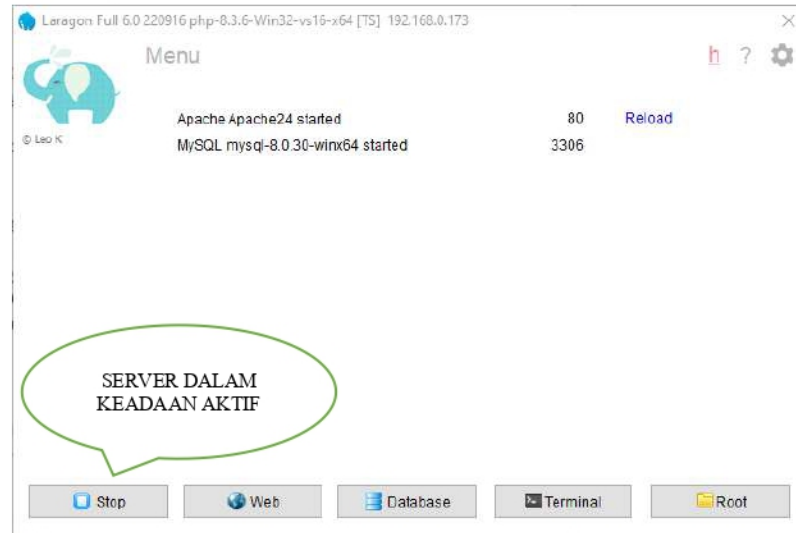 Laragon Full 6.0 220916 php-8.3.6-Win32-vs16-x64 [TS] 192.168.0.173
Menu
h ?
Apache Apache24 started 80 Reload
© Leo K
MySQL mysql-8.0.30-winx64 started 3306
SERVER DALAM
KEADAAN AKTIF
Stop Web Database Terminal Root